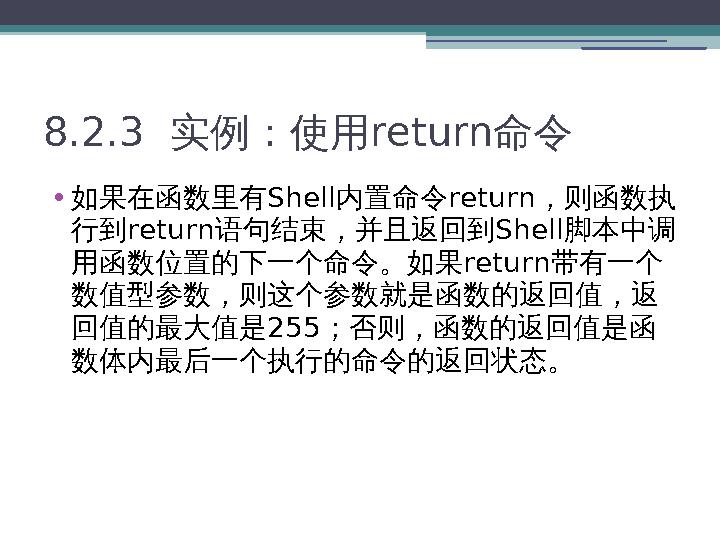 8.2.3 实例：使用return命令
•如果在函数里有Shell内置命令return，则函数执
行到return语句结束，并且返回到Shell脚本中调
用函数位置的下一个命令。如果return带有一个
数值型参数，则这个参数就是函数的返回值，返
回值的最大值是255；否则，函数的返回值是函
数体内最后一个执行的命令的返回状态。